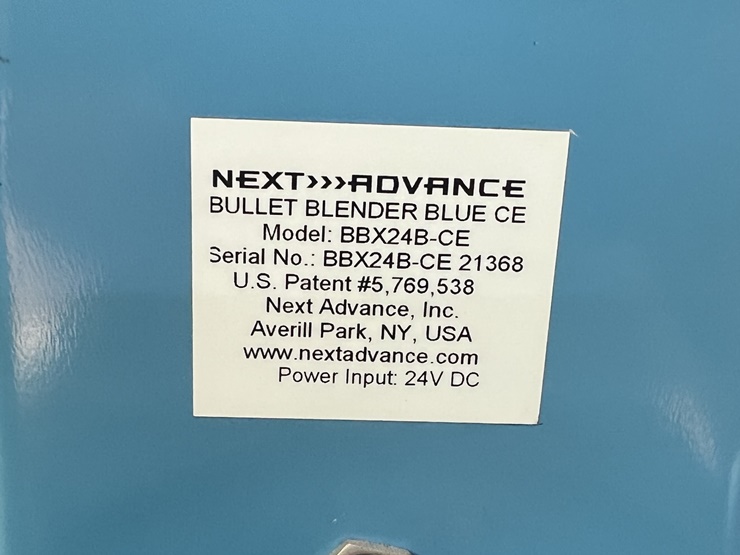 NEXT›››ADVANCE
BULLET BLENDER BLUE CE
Model: BBX24B-CE
Serial No.: BBX24B-CE 21368
U.S. Patent #5,769,538
Next Advance, Inc.
Averill Park, NY, USA
www.nextadvance.com
Power Input: 24V DC